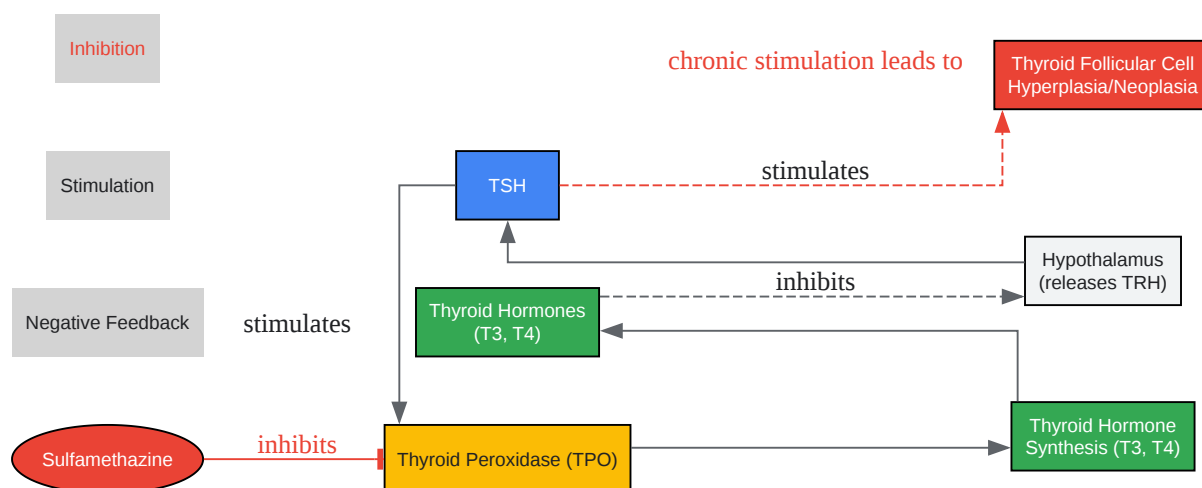 Inhibition
chronic stimulation leads to
Thyroid Follicular Cell
Hyperplasia/Neoplasia
Stimulation
TSH
stimulates
Hypothalamus
(releases TRH)
inhibits
Negative Feedback
stimulates
Thyroid Hormones
(T3, T4)
Sulfamethazine
inhibits
Thyroid Peroxidase (TPO)
Thyroid Hormone
Synthesis (T3, T4)